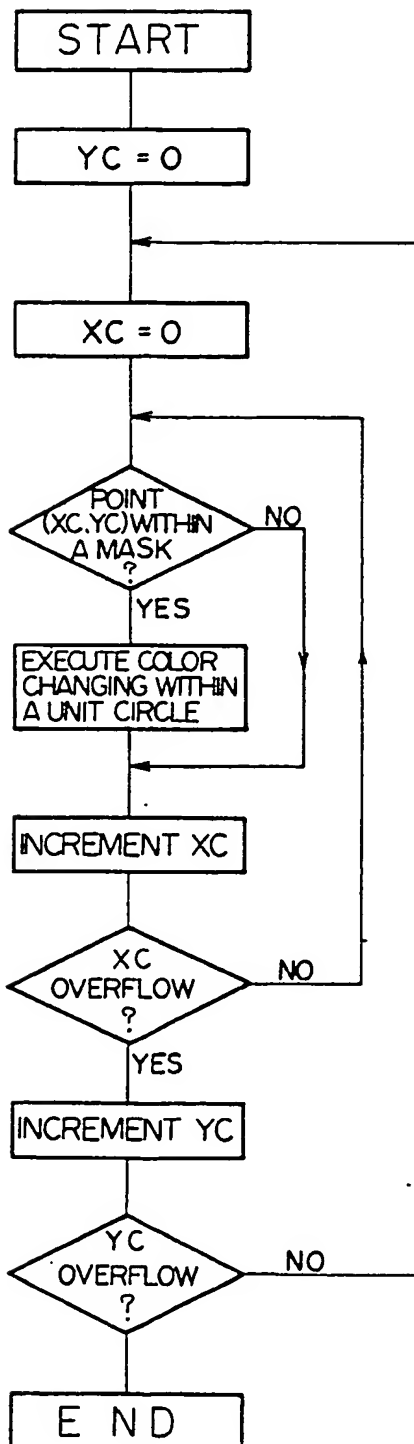 START
YC = 0
XC = 0
POINT
(XC.YC) WITHIN
A MASK
?
NO
YES
EXECUTE COLOR
CHANGING WITHIN
A UNIT CIRCLE
INCREMENT XC
XC
OVERFLOW
?
NO
YES
INCREMENT YC
YC
OVERFLOW
?
NO
END